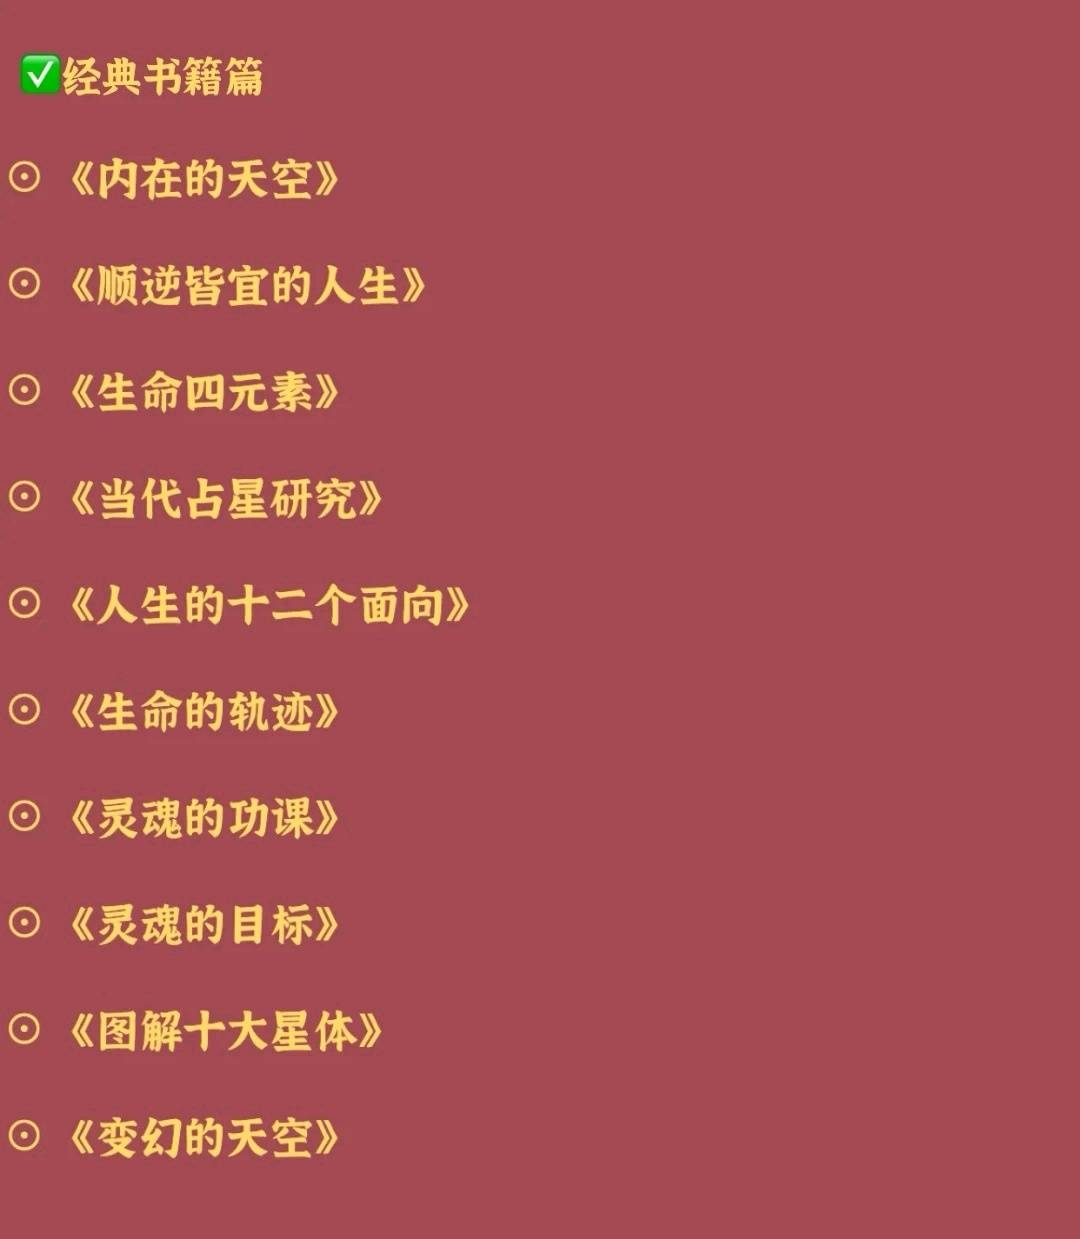 ✅经典书籍篇
⊙ 《内在的天空》
⊙ 《顺逆皆宜的人生》
⊙ 《生命四元素》
⊙ 《当代占星研究》
⊙ 《人生的十二个面向》
⊙ 《生命的轨迹》
⊙ 《灵魂的功课》
⊙ 《灵魂的目标》
⊙ 《图解十大星体》
⊙ 《变幻的天空》